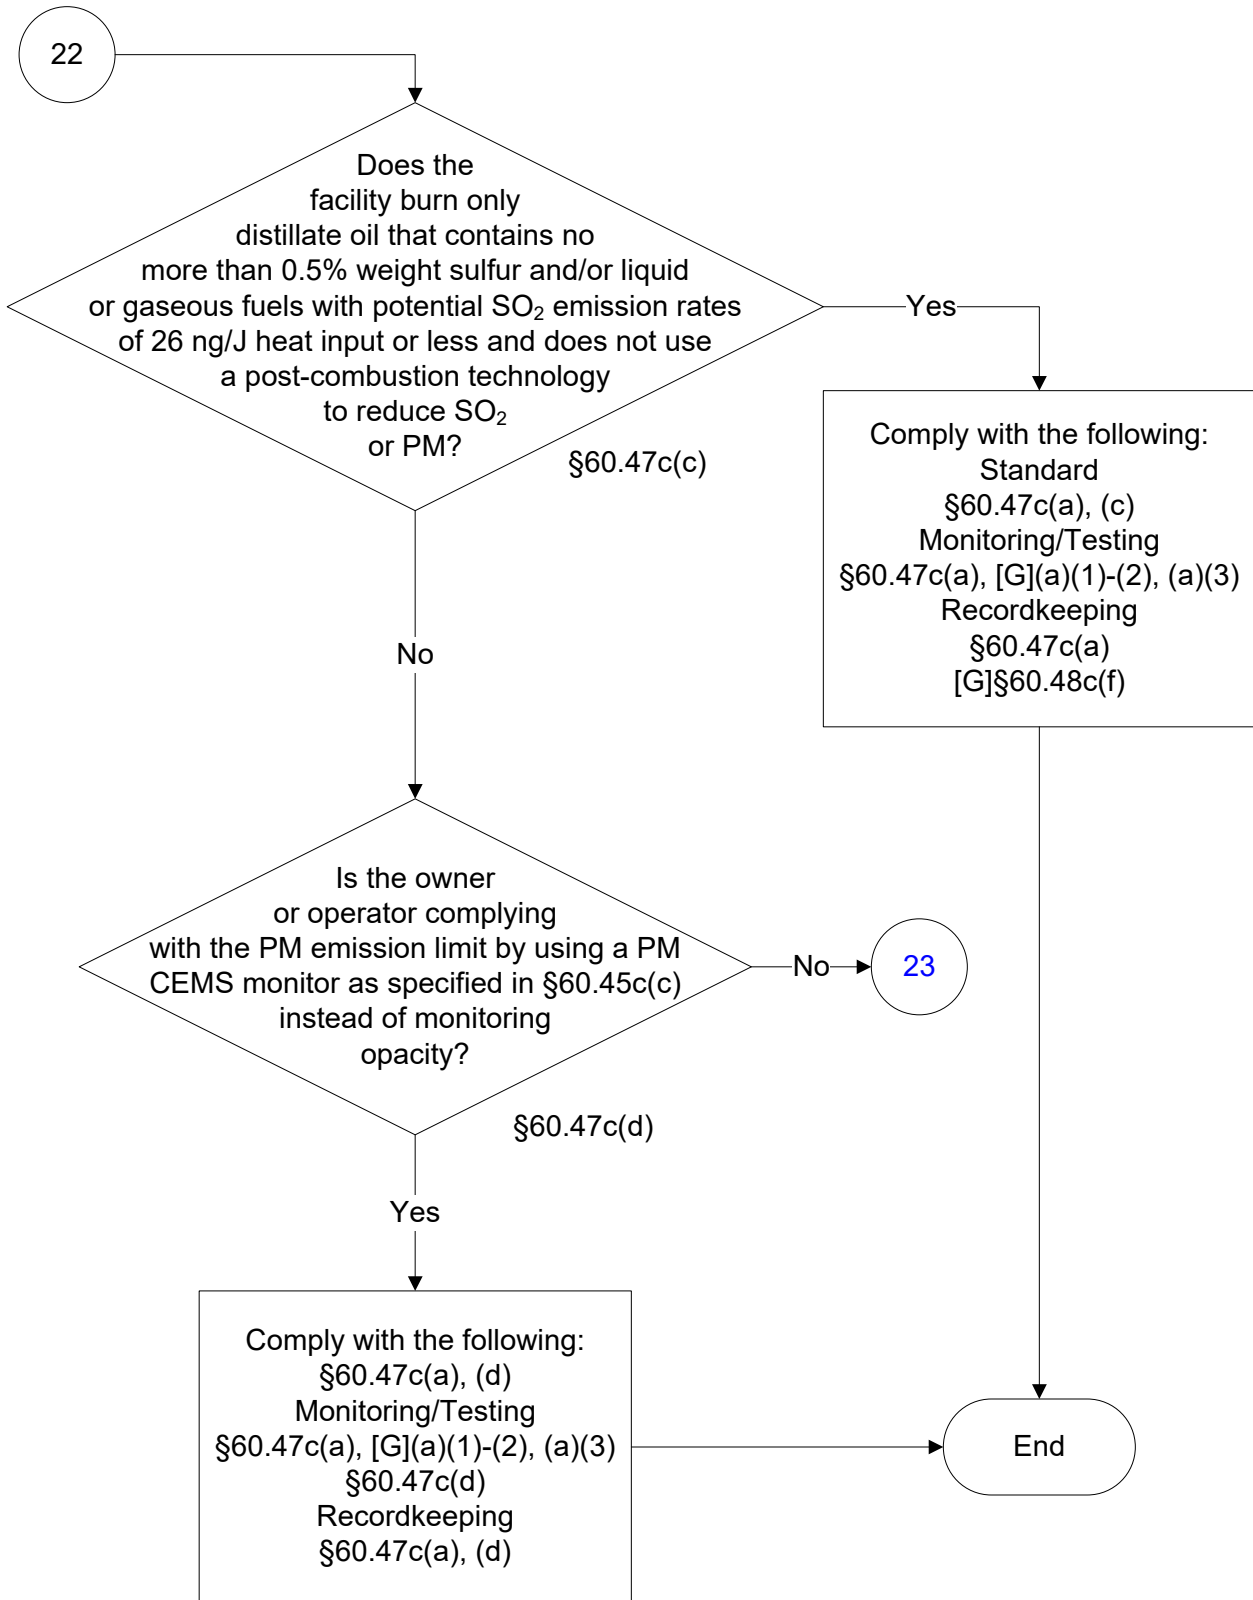 22
Does the
facility burn only
distillate oil that contains no
more than 0.5% weight sulfur and/or liquid
or gaseous fuels with potential SO₂ emission rates
of 26 ng/J heat input or less and does not use
a post-combustion technology
to reduce SO₂
or PM?
§60.47c(c)
Yes
Comply with the following:
Standard
§60.47c(a), (c)
Monitoring/Testing
§60.47c(a), [G](a)(1)-(2), (a)(3)
Recordkeeping
§60.47c(a)
[G]§60.48c(f)
No
Is the owner
or operator complying
with the PM emission limit by using a PM
CEMS monitor as specified in §60.45c(c)
instead of monitoring
opacity?
§60.47c(d)
No
23
Yes
Comply with the following:
§60.47c(a), (d)
Monitoring/Testing
§60.47c(a), [G](a)(1)-(2), (a)(3)
§60.47c(d)
Recordkeeping
§60.47c(a), (d)
End